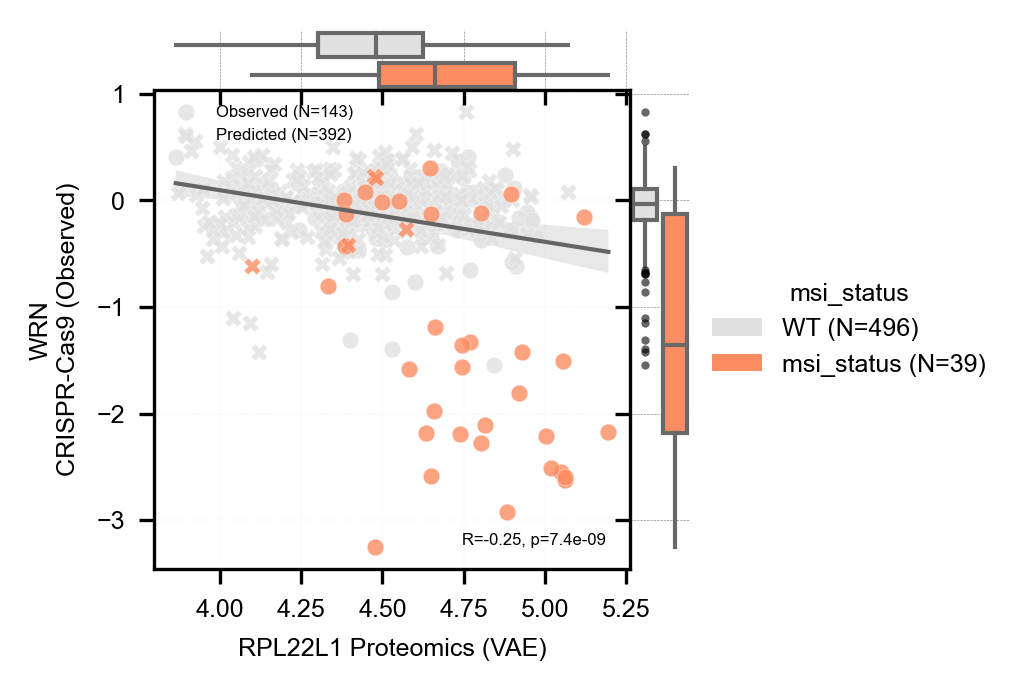 Observed (N=143)
Predicted (N=392)
1
0
−1
−2
−3
WRN
CRISPR-Cas9 (Observed)
R=-0.25, p=7.4e-09
4.00 4.25 4.50 4.75 5.00 5.25
RPL22L1 Proteomics (VAE)
msi_status
WT (N=496)
msi_status (N=39)